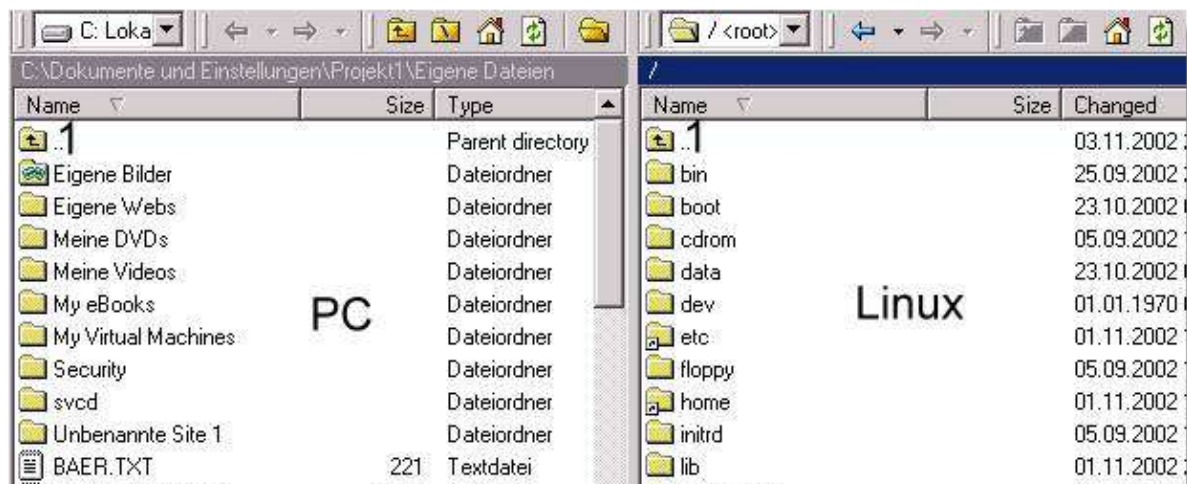 C: Loka
C:\Dokumente und Einstellungen\Projekt1\Eigene Dateien
Name Size Type
.. 1 Parent directory
Eigene Bilder Dateiordner
Eigene Webs Dateiordner
Meine DVDs Dateiordner
Meine Videos Dateiordner
My eBooks Dateiordner
My Virtual Machines Dateiordner
Security Dateiordner
svcd Dateiordner
Unbenannte Site 1 Dateiordner
BAER.TXT 221 Textdatei
PC
/ <root>
/
Name Size Changed
.. 1 03.11.2002
bin 25.09.2002
boot 23.10.2002
cdrom 05.09.2002
data 23.10.2002
dev 01.01.1970
etc 01.11.2002
floppy 05.09.2002
home 01.11.2002
initrd 05.09.2002
lib 01.11.2002
Linux